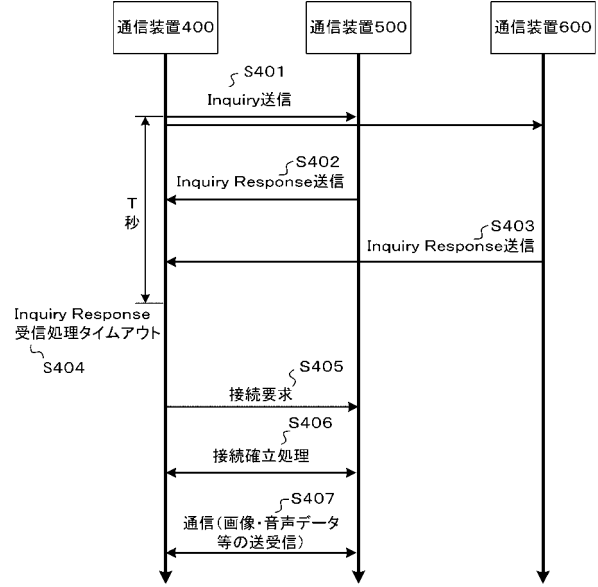 通信装置400
通信装置500
通信装置600
S401
Inquiry送信
S402
Inquiry Response送信
T
秒
S403
Inquiry Response送信
Inquiry Response
受信処理タイムアウト
S404
S405
接続要求
S406
接続確立処理
S407
通信(画像・音声データ
等の送受信)